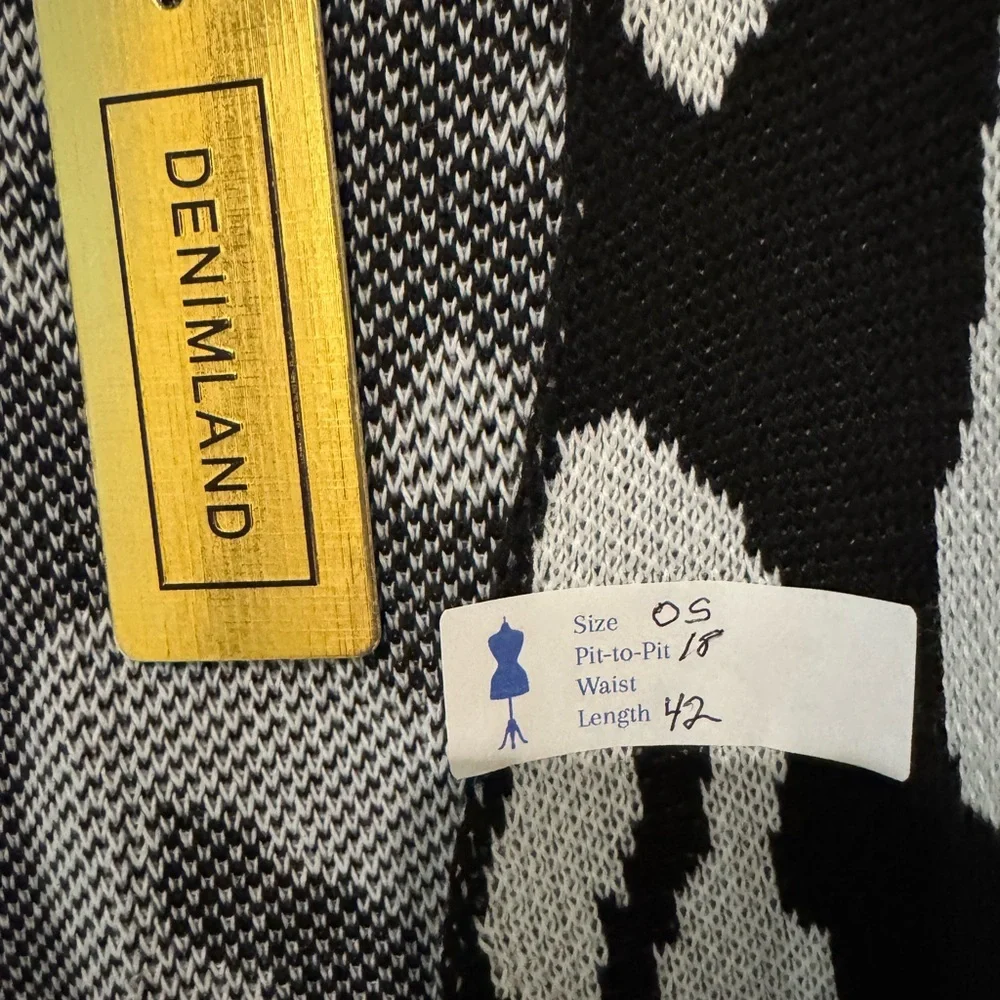 DENIMLAND
Size OS
Pit-to-Pit 18
Waist
Length 42